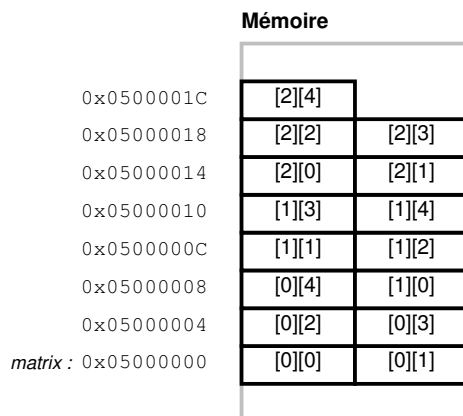 Mémoire
0x0500001C [2][4]
0x05000018 [2][2] [2][3]
0x05000014 [2][0] [2][1]
0x05000010 [1][3] [1][4]
0x0500000C [1][1] [1][2]
0x05000008 [0][4] [1][0]
0x05000004 [0][2] [0][3]
matrix : 0x05000000 [0][0] [0][1]